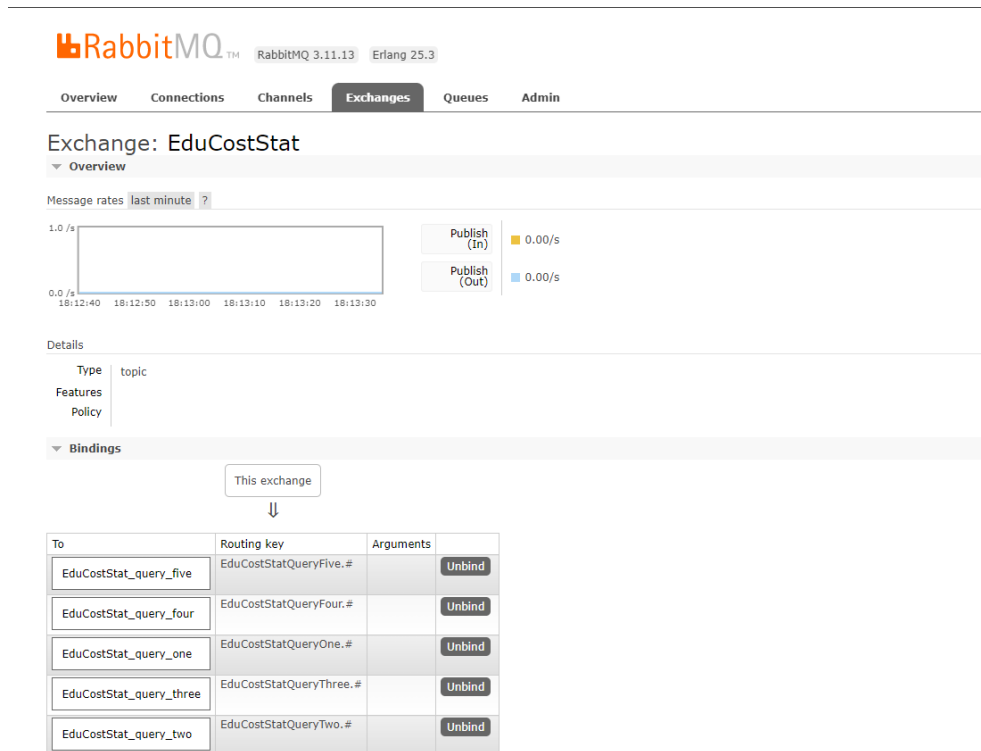 RabbitMQ TM RabbitMQ 3.11.13 Erlang 25.3
Overview Connections Channels Exchanges Queues Admin
Exchange: EduCostStat
Overview
Message rates last minute ?
1.0 /s
0.0 /s
18:12:40 18:12:50 18:13:00 18:13:10 18:13:20 18:13:30
Publish
(In)
0.00/s
Publish
(Out)
0.00/s
Details
Type topic
Features
Policy
Bindings
This exchange
⇓
To Routing key Arguments
EduCostStat_query_five EduCostStatQueryFive.# Unbind
EduCostStat_query_four EduCostStatQueryFour.# Unbind
EduCostStat_query_one EduCostStatQueryOne.# Unbind
EduCostStat_query_three EduCostStatQueryThree.# Unbind
EduCostStat_query_two EduCostStatQueryTwo.# Unbind